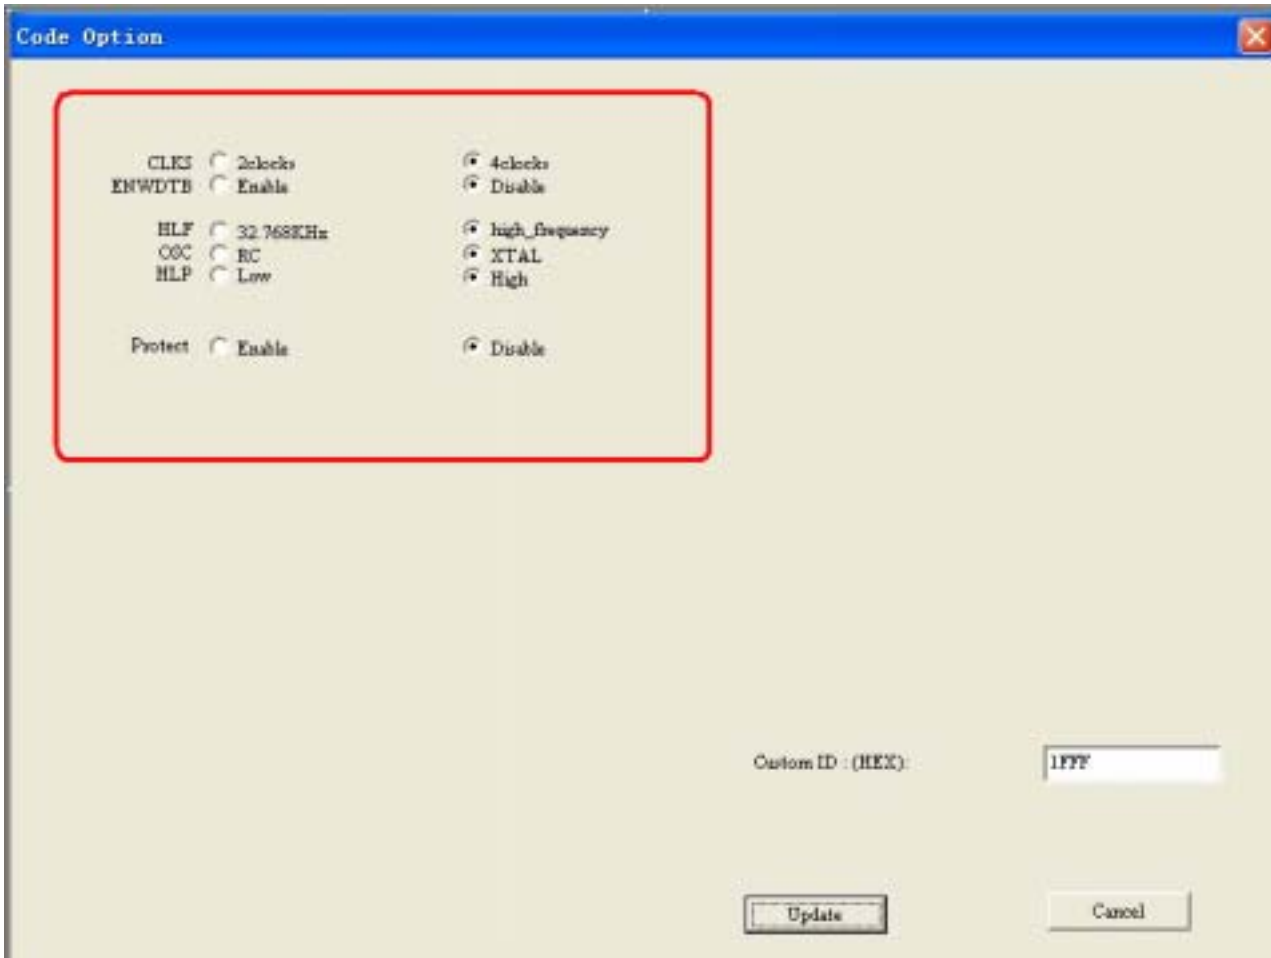 Code Option
CLKS 2clocks 4clocks
ENWDTB Enable Disable
HLF 32.768KHz high_frequency
OSC RC XTAL
HLP Low High
Protect Enable Disable
Custom ID : (HEX): 1FFF
Update Cancel